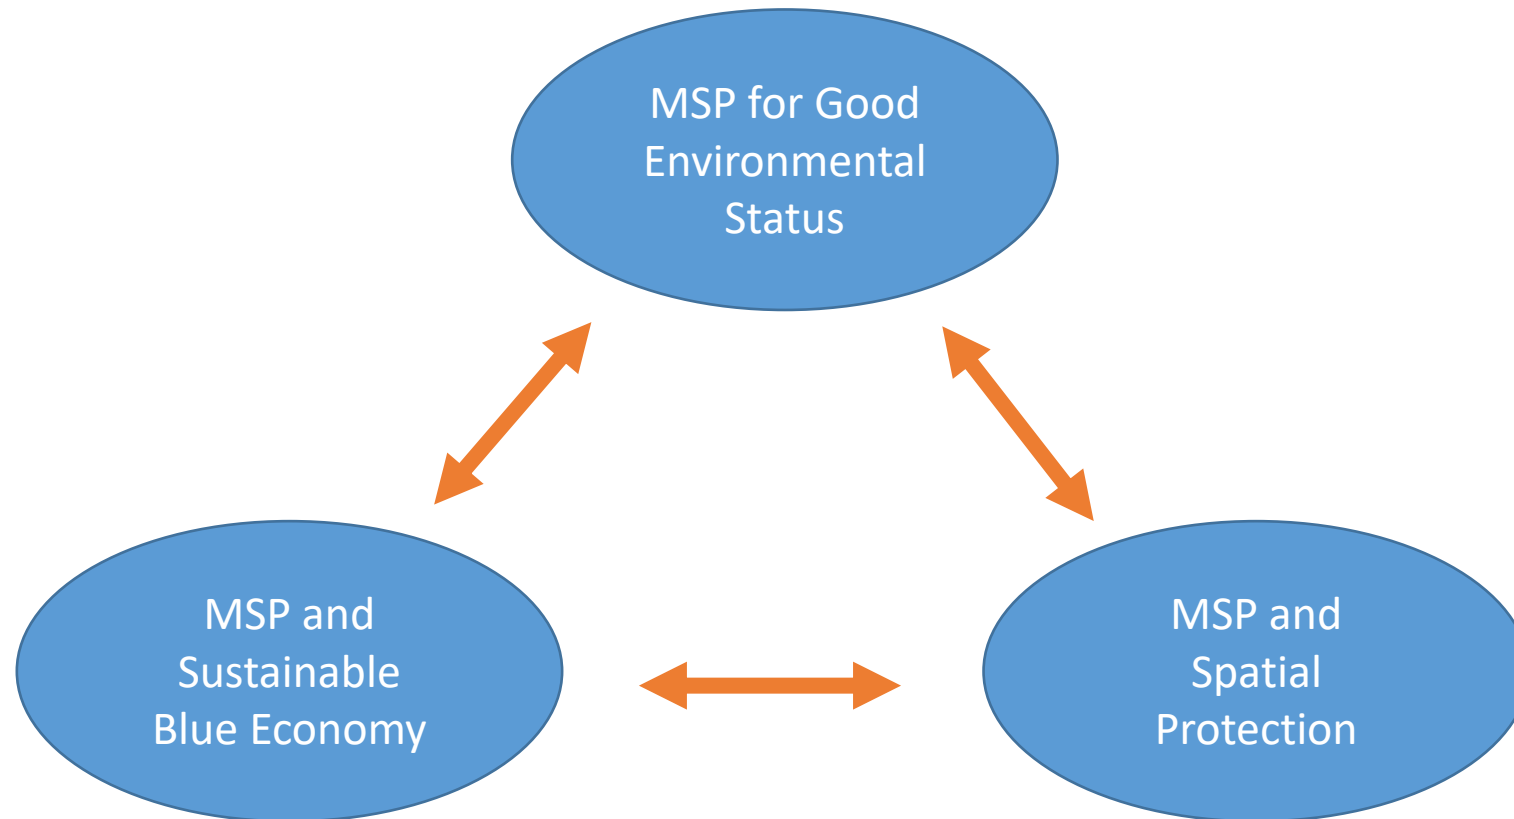 MSP for Good
Environmental
Status
MSP and
Sustainable
Blue Economy
MSP and
Spatial
Protection